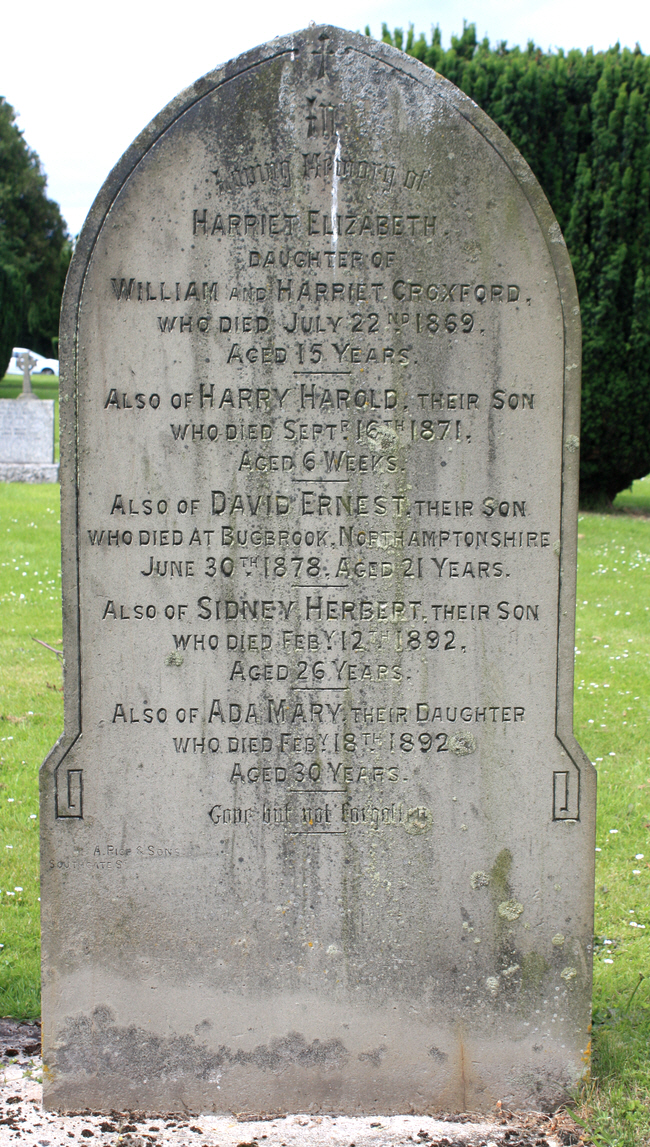 In
Loving Memory of
HARRIET ELIZABETH.
DAUGHTER OF
WILLIAM AND HARRIET CROXFORD.
WHO DIED JULY 22ND 1869.
AGED 15 YEARS.
ALSO OF HARRY HAROLD, THEIR SON
WHO DIED SEPTR 16TH 1871.
AGED 6 WEEKS.
ALSO OF DAVID ERNEST, THEIR SON
WHO DIED AT BUGBROOK, NORTHAMPTONSHIRE
JUNE 30TH 1878. AGED 21 YEARS.
ALSO OF SIDNEY HERBERT, THEIR SON
WHO DIED FEBY 12TH 1892.
AGED 26 YEARS.
ALSO OF ADA MARY, THEIR DAUGHTER
WHO DIED FEBY 18TH 1892
AGED 30 YEARS.
Gone but not forgotten.
& SONS